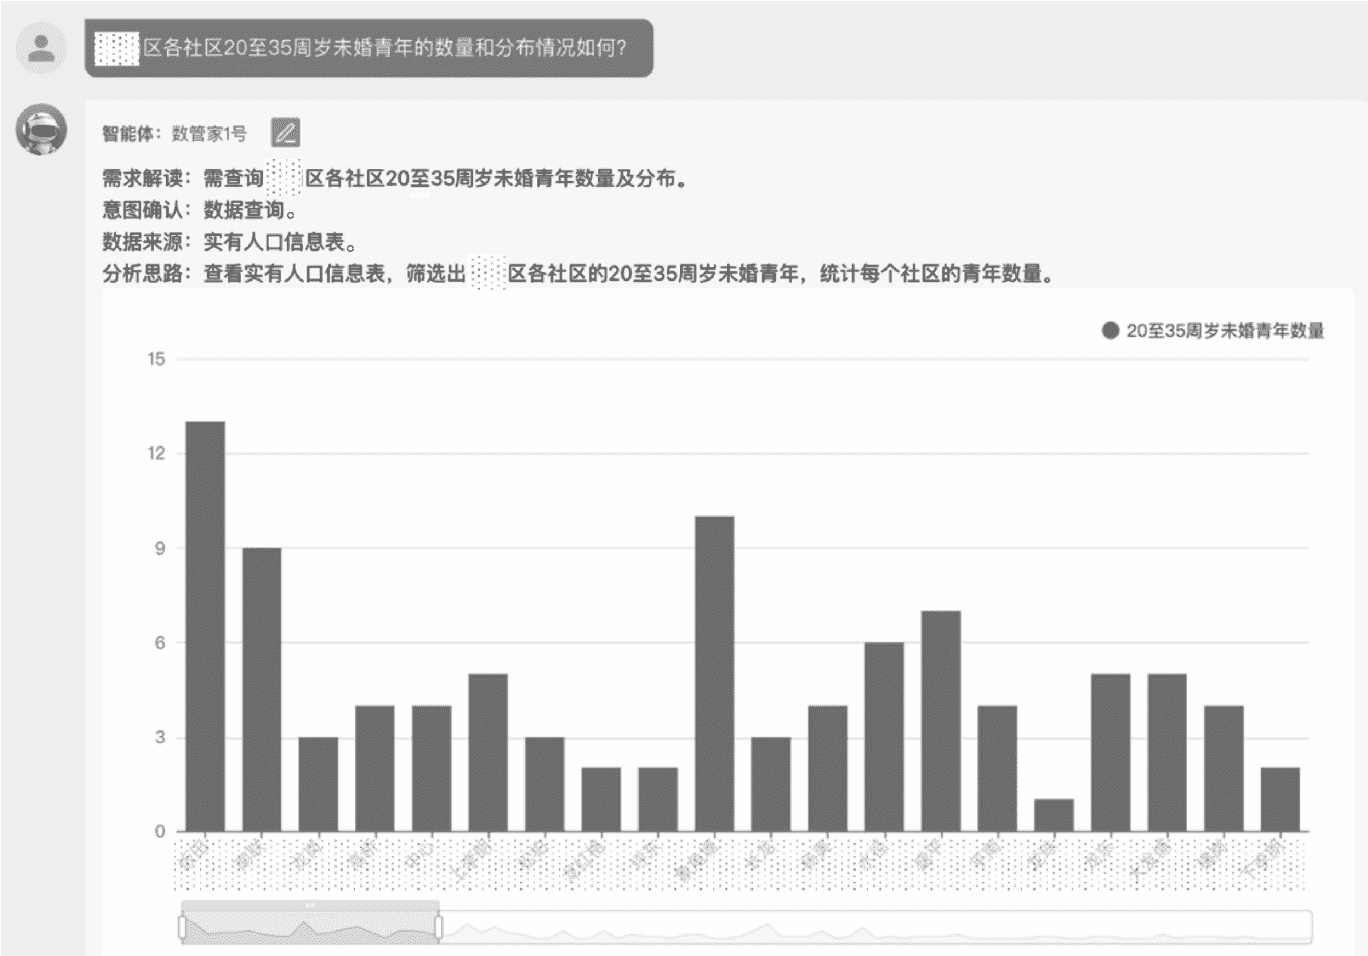 区各社区20至35周岁未婚青年的数量和分布情况如何?
智能体：数管家1号
需求解读：需查询 区各社区20至35周岁未婚青年数量及分布。
意图确认：数据查询。
数据来源：实有人口信息表。
分析思路：查看实有人口信息表，筛选出 区各社区的20至35周岁未婚青年，统计每个社区的青年数量。
20至35周岁未婚青年数量
15
12
9
6
3
0
中心